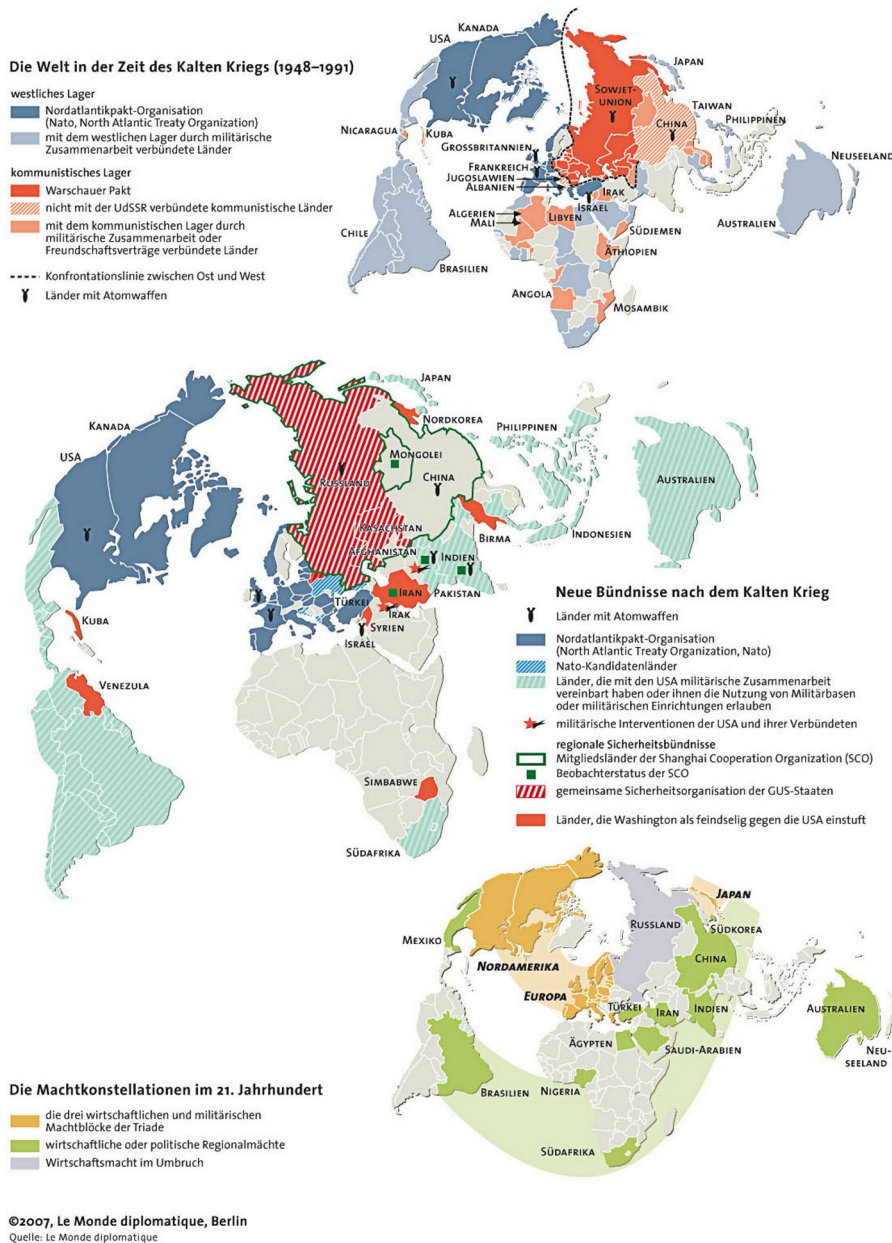 Die Welt in der Zeit des Kalten Kriegs (1948–1991)
westliches Lager
Nordatlantikpakt-Organisation
(Nato, North Atlantic Treaty Organization)
mit dem westlichen Lager durch militärische
Zusammenarbeit verbündete Länder
kommunistisches Lager
Warschauer Pakt
nicht mit der UdSSR verbündete kommunistische Länder
mit dem kommunistischen Lager durch
militärische Zusammenarbeit oder
Freundschaftsverträge verbündete Länder
Konfrontationslinie zwischen Ost und West
Länder mit Atomwaffen
KANADA
USA
JAPAN
SOWJET-
UNION
TAIWAN
CHINA
PHILIPPINEN
NICARAGUA
KUBA
GROSSBRITANNIEN
NEUSEELAND
FRANKREICH
JUGOSLAWIEN
ALBANIEN
IRAK
ISRAEL
ALGERIEN
LIBYEN
MALI
AUSTRALIEN
SÜDJEMEN
CHILE
ÄTHIOPIEN
BRASILIEN
ANGOLA
MOSAMBIK
JAPAN
KANADA
NORDKOREA
PHILIPPINEN
USA
MONGOLEI
CHINA
RUSSLAND
AUSTRALIEN
KASACHSTAN
BIRMA
INDONESIEN
AFGHANISTAN
INDIEN
TÜRKEI
IRAN
PAKISTAN
KUBA
IRAK
SYRIEN
ISRAEL
VENEZULA
SIMBABWE
SÜDAFRIKA
Neue Bündnisse nach dem Kalten Krieg
Länder mit Atomwaffen
Nordatlantikpakt-Organisation
(North Atlantic Treaty Organization, Nato)
Nato-Kandidatenländer
Länder, die mit den USA militärische Zusammenarbeit
vereinbart haben oder ihnen die Nutzung von Militärbasen
oder militärischen Einrichtungen erlauben
militärische Interventionen der USA und ihrer Verbündeten
regionale Sicherheitsbündnisse
Mitgliedsländer der Shanghai Cooperation Organization (SCO)
Beobachterstatus der SCO
gemeinsame Sicherheitsorganisation der GUS-Staaten
Länder, die Washington als feindselig gegen die USA einstuft
JAPAN
RUSSLAND
SÜDKOREA
MEXIKO
CHINA
NORDAMERIKA
EUROPA
TÜRKEI
IRAN
INDIEN
AUSTRALIEN
ÄGYPTEN
SAUDI-ARABIEN
NEU-
SEELAND
BRASILIEN
NIGERIA
SÜDAFRIKA
Die Machtkonstellationen im 21. Jahrhundert
die drei wirtschaftlichen und militärischen
Machtblöcke der Triade
wirtschaftliche oder politische Regionalmächte
Wirtschaftsmacht im Umbruch
©2007, Le Monde diplomatique, Berlin
Quelle: Le Monde diplomatique